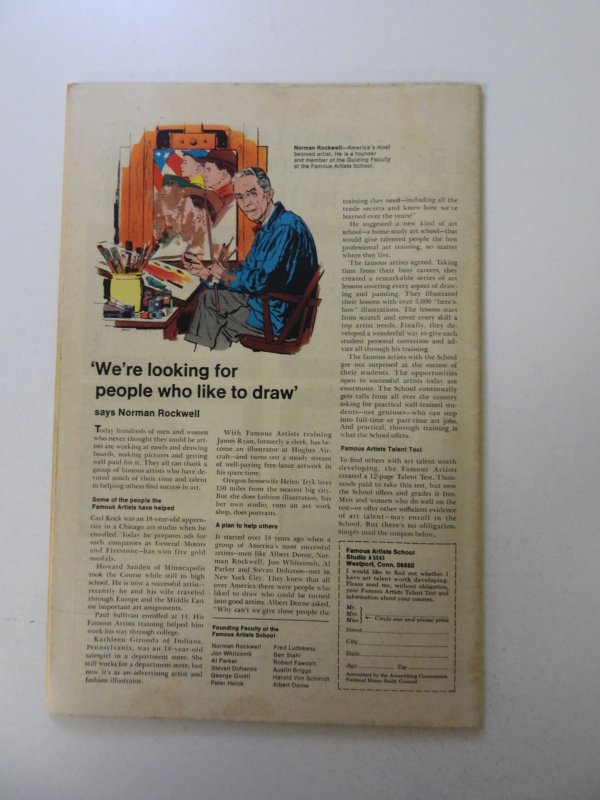 Norman Rockwell—America's most
beloved artist. He is a founder
and member of the Guiding Faculty
of the Famous Artists School.
'We're looking for
people who like to draw'
says Norman Rockwell
Today hundreds of men and women
who never thought they could be art-
ists are working at easels and drawing
boards, making pictures and getting
well paid for it. They all can thank a
group of famous artists who have de-
voted much of their time and talent
to helping others find success in art.
Some of the people the
Famous Artists have helped
Carl Kock was an 18-year-old appren-
tice in a Chicago art studio when he
enrolled. Today he prepares ads for
such companies as General Motors
and Firestone—has won five gold
medals.
Howard Sanden of Minneapolis
took the Course while still in high
school. He is now a successful artist—
recently he and his wife traveled
through Europe and the Middle East
on important art assignments.
Paul Sullivan enrolled at 14. His
Famous Artists training helped him
work his way through college.
Kathleen Gironda of Indiana,
Pennsylvania, was an 18-year-old
salesgirl in a department store. She
still works for a department store, but
now it's as an advertising artist and
fashion illustrator.
With Famous Artists training
James Ryan, formerly a clerk, has be-
come an illustrator at Hughes Air-
craft—and turns out a steady stream
of well-paying free-lance artwork in
his spare time.
Oregon housewife Helen Tryk lives
150 miles from the nearest big city.
But she does fashion illustration, has
her own studio, runs an art work
shop, does portraits.
A plan to help others
It started over 18 years ago when a
group of America's most successful
artists—men like Albert Dorne, Nor-
man Rockwell, Jon Whitcomb, Al
Parker and Stevan Dohanos—met in
New York City. They knew that all
over America there were people who
liked to draw who could be turned
into good artists. Albert Dorne asked,
"Why can't we give these people the
Founding Faculty of the
Famous Artists School
Norman Rockwell
Jon Whitcomb
Al Parker
Stevan Dohanos
George Giusti
Peter Helck
Fred Ludekens
Ben Stahl
Robert Fawcett
Austin Briggs
Harold Von Schmidt
Albert Dorne
training they need—including all the
trade secrets and know-how we've
learned over the years?"
He suggested a new kind of art
school—a home study art school—that
would give talented people the best
professional art training, no matter
where they live.
The famous artists agreed. Taking
time from their busy careers, they
created a remarkable series of art
lessons covering every aspect of draw-
ing and painting. They illustrated
their lessons with over 5,000 "here's-
how" illustrations. The lessons start
from scratch and cover every skill a
top artist needs. Finally, they de-
veloped a wonderful way to give each
student personal correction and ad-
vice all through his training.
The famous artists with the School
are not surprised at the success of
their students. The opportunities
open to successful artists today are
enormous. The School continually
gets calls from all over the country
asking for practical well-trained stu-
dents—not geniuses—who can step
into full-time or part-time art jobs.
And practical, thorough training is
what the School offers.
Famous Artists Talent Test
To find others with art talent worth
developing, the Famous Artists
created a 12-page Talent Test. Thou-
sands paid to take this test, but now
the School offers and grades it free.
Men and women who do well on the
test—or offer other sufficient evidence
of art talent—may enroll in the
School. But there's no obligation.
Simply mail the coupon below.
Famous Artists School
Studio
Westport, Conn. 06880
I would like to find out whether I
have art talent worth developing.
Please send me, without obligation,
your Famous Artists Talent Test and
information about your courses.
Mr.
Mrs. Circle one and please print
Miss
Street
City
State
Age Zip
Accredited by the Accrediting Commission
National Home Study Council